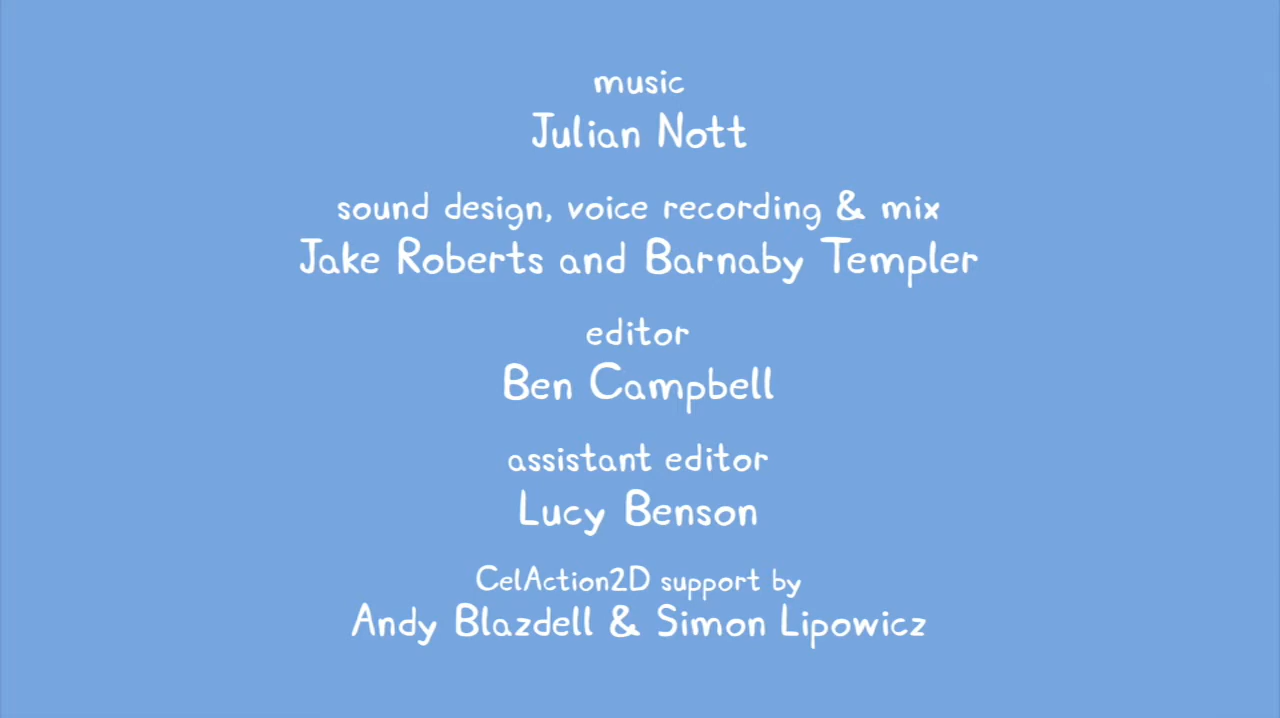 music
Julian Nott
sound design, voice recording & mix
Jake Roberts and Barnaby Templer
editor
Ben Campbell
assistant editor
Lucy Benson
CelAction2D support by
Andy Blazdell & Simon Lipowicz